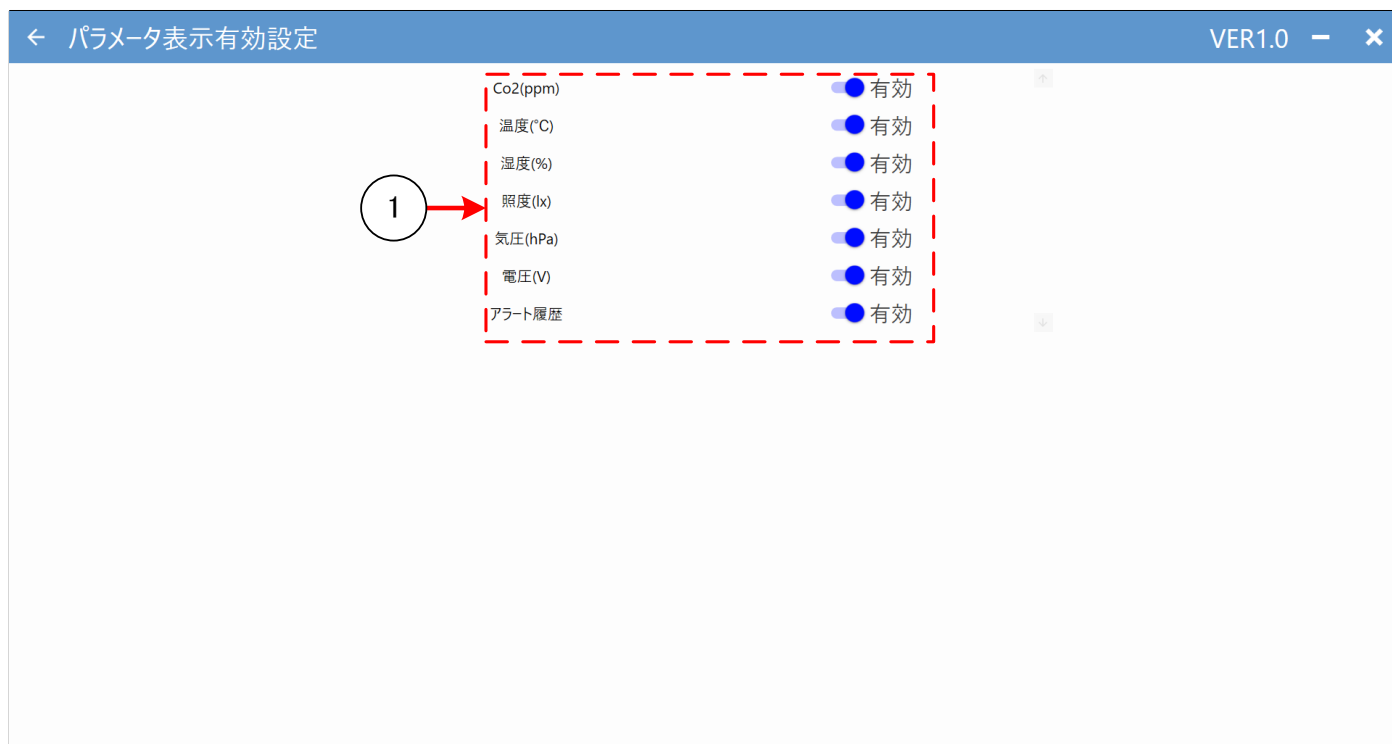 パラメータ表示有効設定 VER1.0
Co2(ppm) 有効
温度(℃) 有効
湿度(%) 有効
1
照度(lx) 有効
気圧(hPa) 有効
電圧(V) 有効
アラート履歴 有効